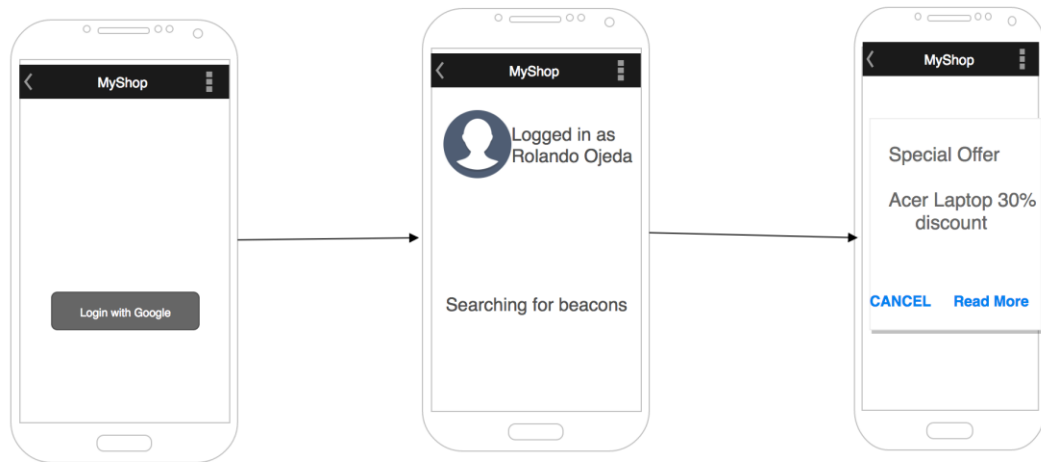 MyShop
Login with Google
MyShop
Logged in as
Rolando Ojeda
Searching for beacons
MyShop
Special Offer
Acer Laptop 30%
discount
CANCEL Read More